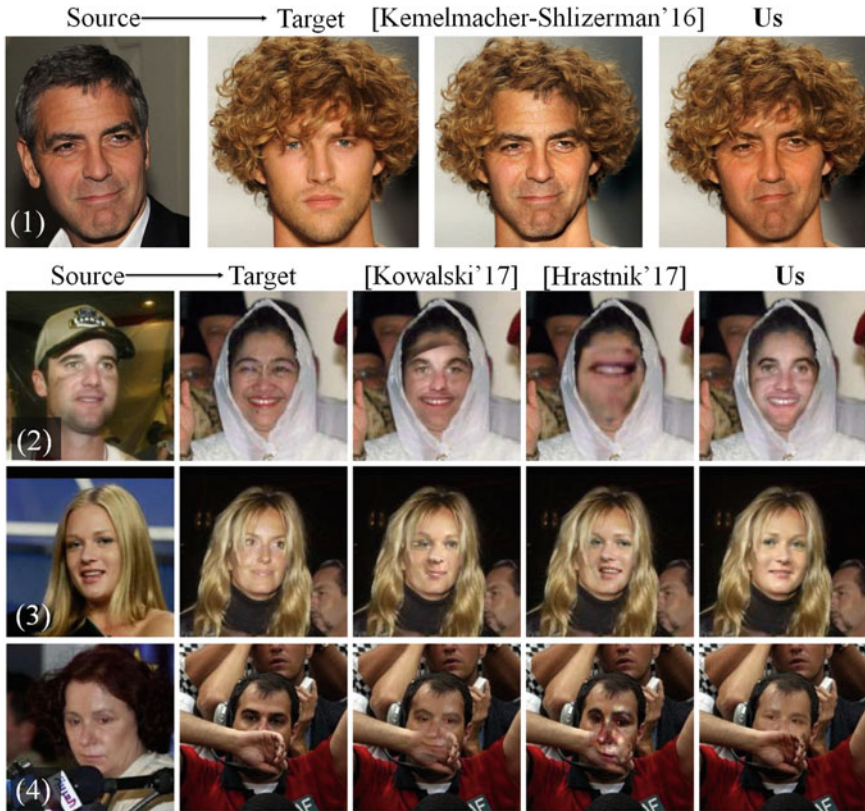 Source Target [Kemelmacher-Shlizerman'16] Us
(1)
Source Target [Kowalski'17] [Hrastnik'17] Us
(2)
(3)
(4)